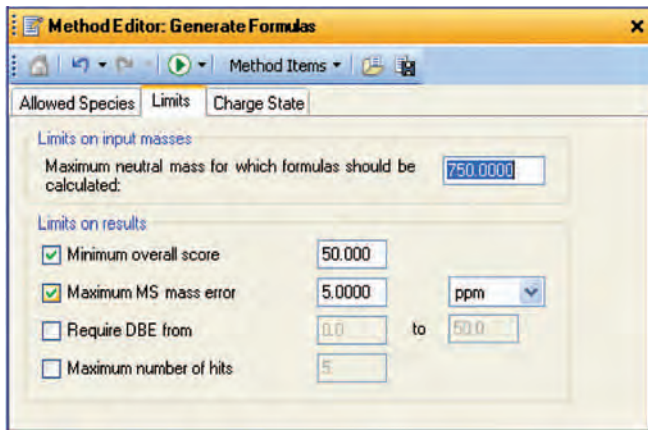 Method Editor: Generate Formulas
Method Items
Allowed Species Limits Charge State
Limits on input masses
Maximum neutral mass for which formulas should be
calculated:
750.0000
Limits on results
Minimum overall score 50.000
Maximum MS mass error 5.0000 ppm
Require DBE from 0.0 to 50.0
Maximum number of hits 5